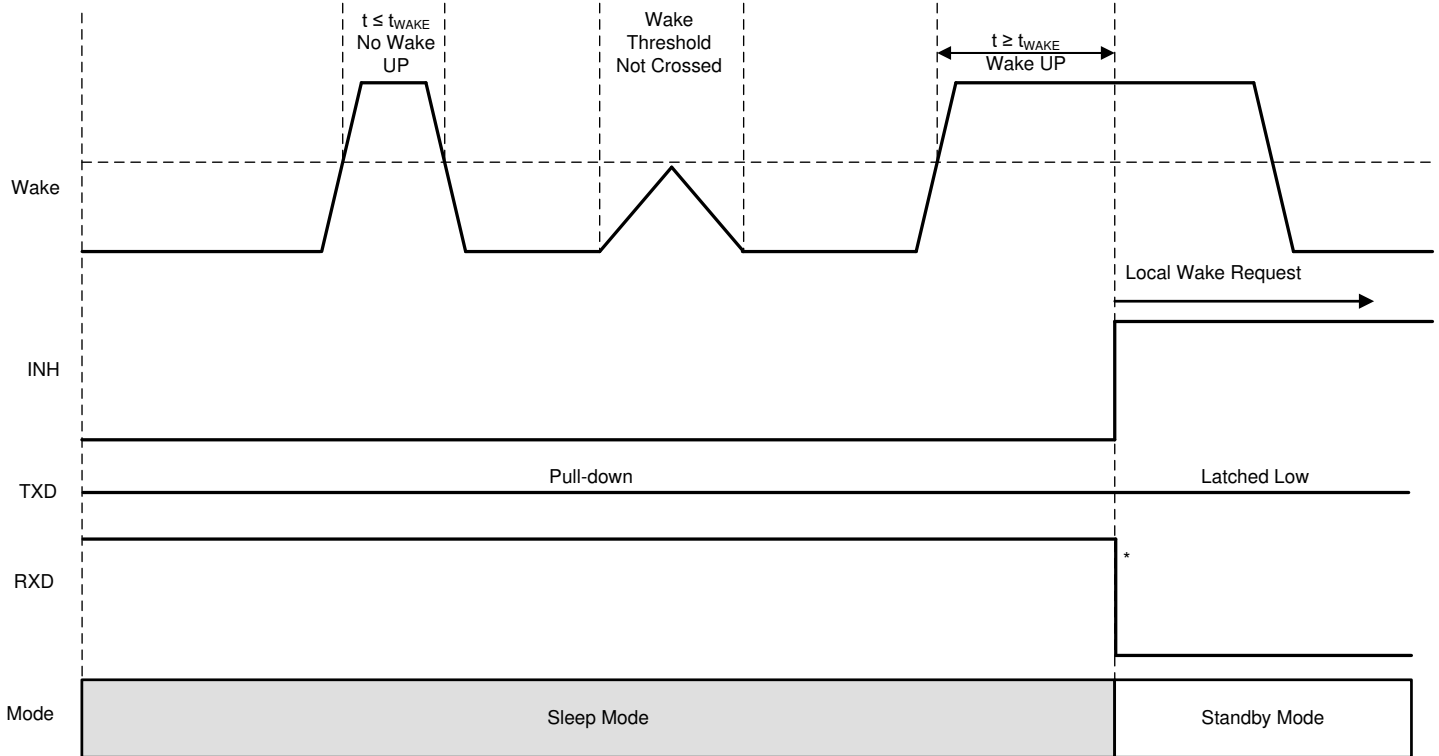 t ≤ tWAKE
No Wake
UP
Wake
Threshold
Not Crossed
t ≥ tWAKE
Wake UP
Wake
Local Wake Request
INH
Pull-down
Latched Low
TXD
*
RXD
Mode
Sleep Mode
Standby Mode